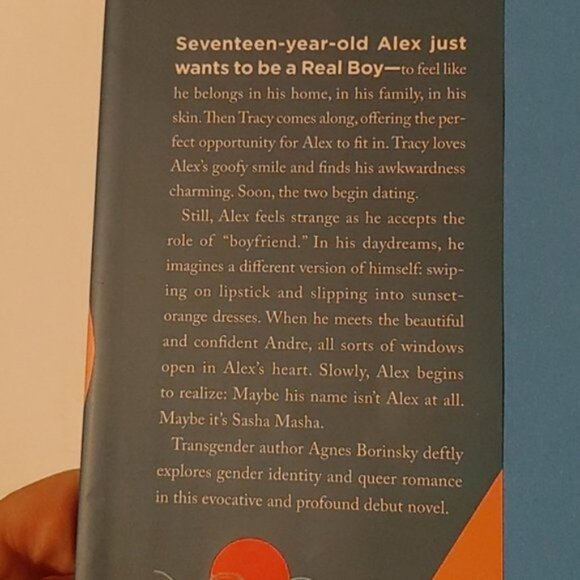 Seventeen-year-old Alex just
wants to be a Real Boy—to feel like
he belongs in his home, in his family, in his
skin. Then Tracy comes along, offering the per-
fect opportunity for Alex to fit in. Tracy loves
Alex's goofy smile and finds his awkwardness
charming. Soon, the two begin dating.
Still, Alex feels strange as he accepts the
role of "boyfriend." In his daydreams, he
imagines a different version of himself: swip-
ing on lipstick and slipping into sunset-
orange dresses. When he meets the beautiful
and confident Andre, all sorts of windows
open in Alex's heart. Slowly, Alex begins
to realize: Maybe his name isn't Alex at all.
Maybe it's Sasha Masha.
Transgender author Agnes Borinsky deftly
explores gender identity and queer romance
in this evocative and profound debut novel.